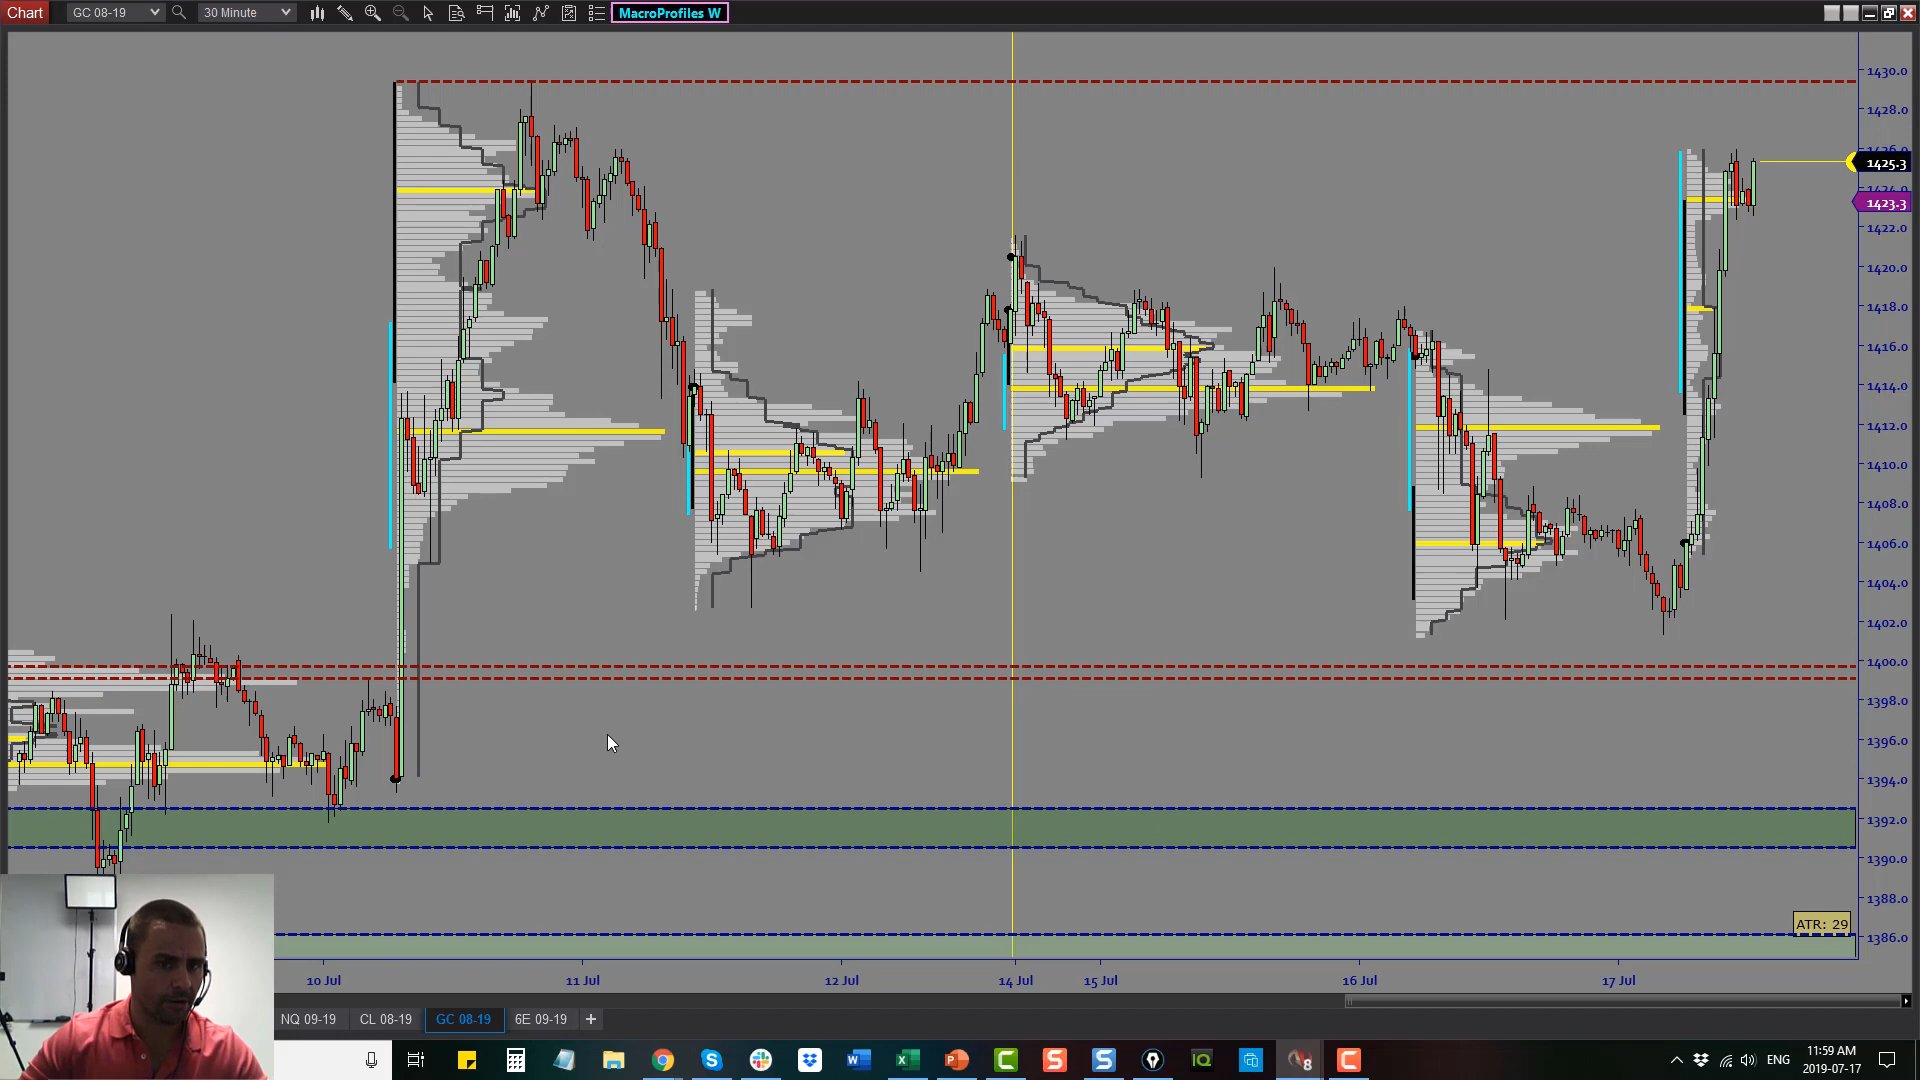 Chart
GC 08-19
30 Minute
MacroProfiles W
1430.0
1428.0
1425.3
1423.3
1422.0
1420.0
1418.0
1416.0
1414.0
1412.0
1410.0
1408.0
1406.0
1404.0
1402.0
1400.0
1398.0
1396.0
1394.0
1392.0
1390.0
1388.0
1386.0
ATR: 29
10 Jul
11 Jul
12 Jul
14 Jul
15 Jul
16 Jul
17 Jul
NQ 09-19
CL 08-19
GC 08-19
6E 09-19
ENG
11:59 AM
2019-07-17